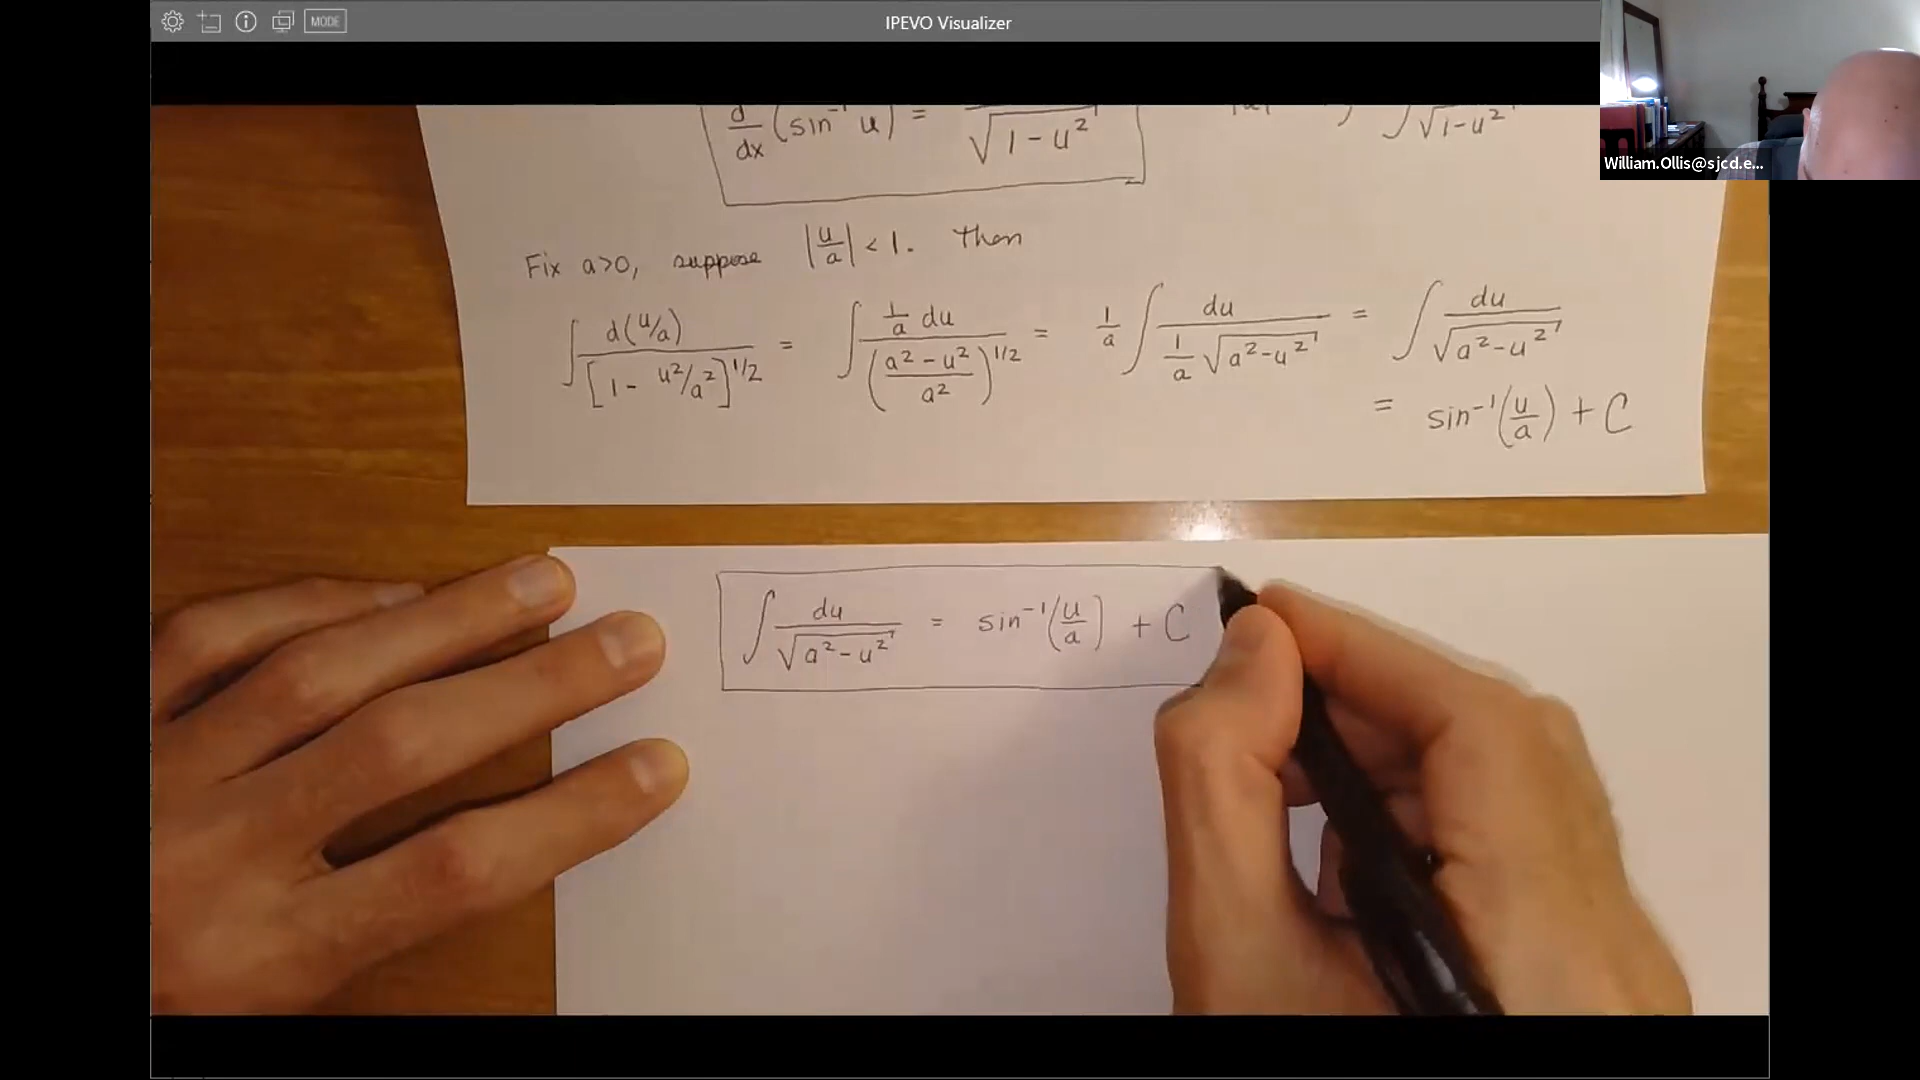 MODE
IPEVO Visualizer
William.Ollis@sjcd.e...
d/dx (sin⁻¹ u) = /√(1-u²) |u| ∫ √(1-u²)
Fix a>0, suppose |u/a| < 1. Then
∫ d(u/a) / [1 - u²/a²]^1/2 = ∫ 1/a du / ((a²-u²)/a²)^1/2 = 1/a ∫ du / (1/a √(a²-u²)) = ∫ du / √(a²-u²)
= sin⁻¹(u/a) + C
∫ du / √(a²-u²) = sin⁻¹(u/a) + C